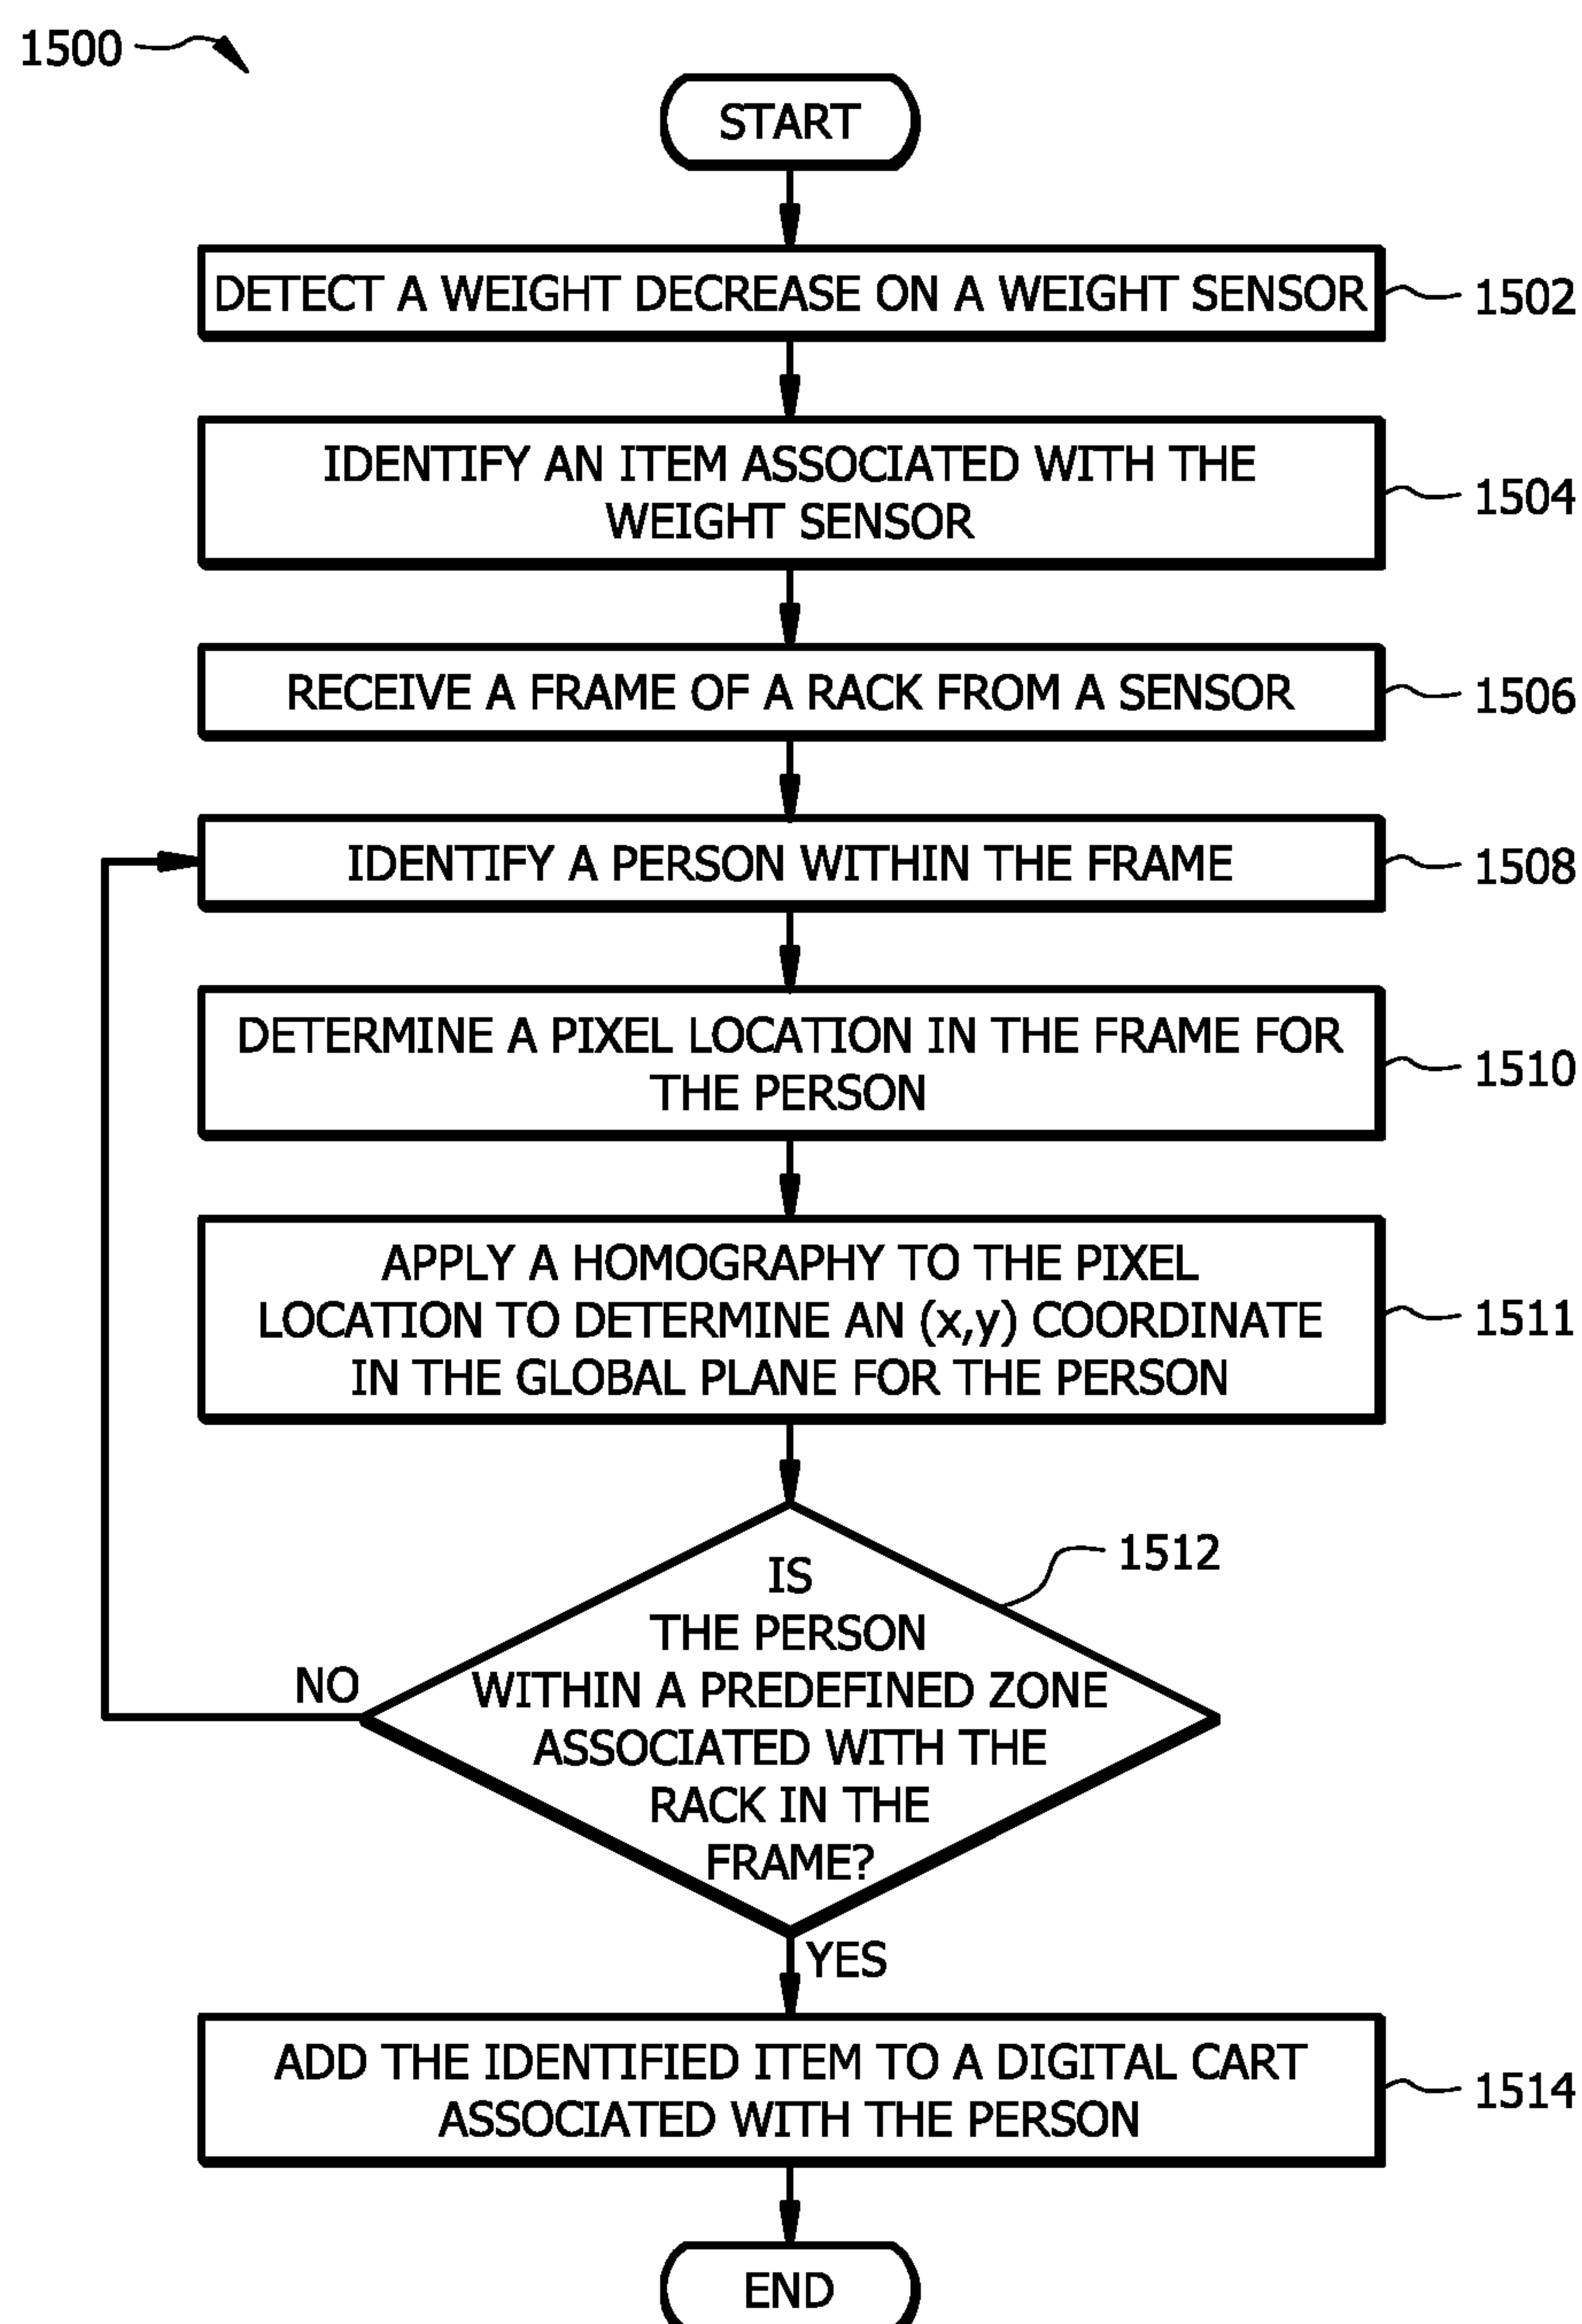 1500
START
DETECT A WEIGHT DECREASE ON A WEIGHT SENSOR
1502
IDENTIFY AN ITEM ASSOCIATED WITH THE
WEIGHT SENSOR
1504
RECEIVE A FRAME OF A RACK FROM A SENSOR
1506
IDENTIFY A PERSON WITHIN THE FRAME
1508
DETERMINE A PIXEL LOCATION IN THE FRAME FOR
THE PERSON
1510
APPLY A HOMOGRAPHY TO THE PIXEL
LOCATION TO DETERMINE AN (x,y) COORDINATE
IN THE GLOBAL PLANE FOR THE PERSON
1511
IS
THE PERSON
WITHIN A PREDEFINED ZONE
ASSOCIATED WITH THE
RACK IN THE
FRAME?
1512
NO
YES
ADD THE IDENTIFIED ITEM TO A DIGITAL CART
ASSOCIATED WITH THE PERSON
1514
END